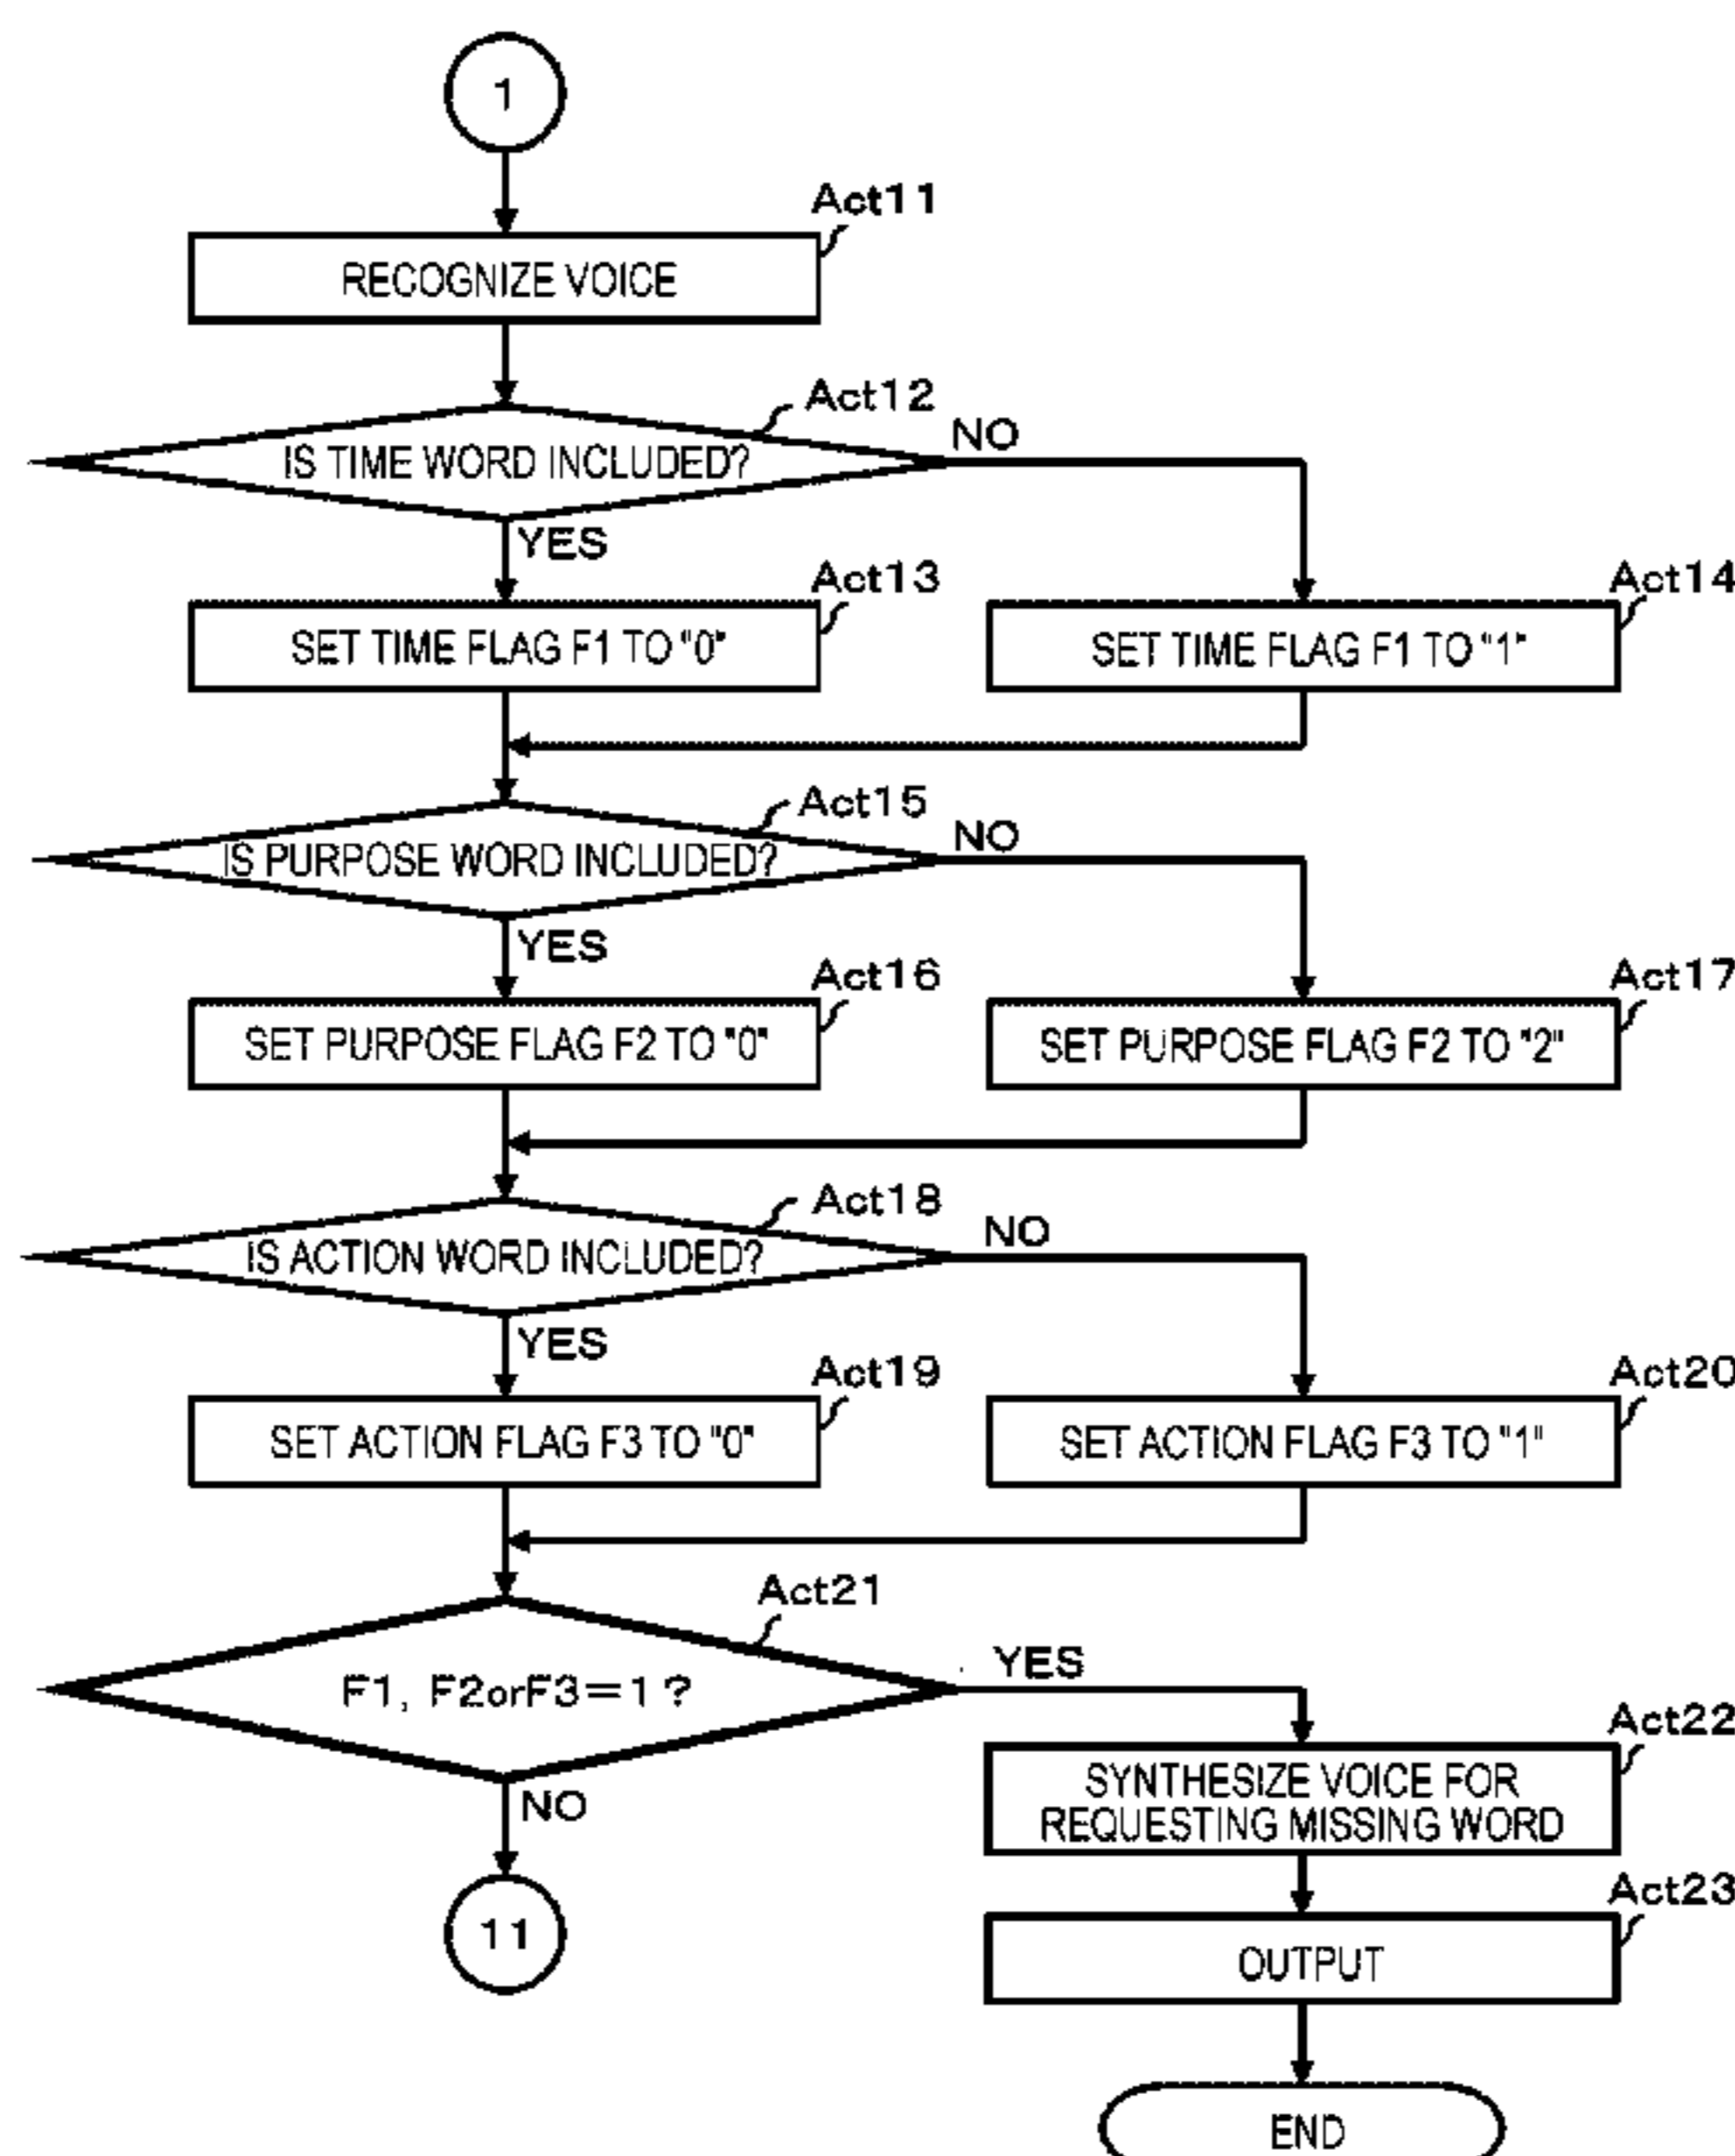 1
Act11
RECOGNIZE VOICE
Act12
IS TIME WORD INCLUDED?
NO
YES
Act13
SET TIME FLAG F1 TO "0"
Act14
SET TIME FLAG F1 TO "1"
Act15
IS PURPOSE WORD INCLUDED?
NO
YES
Act16
SET PURPOSE FLAG F2 TO "0"
Act17
SET PURPOSE FLAG F2 TO "2"
Act18
IS ACTION WORD INCLUDED?
NO
YES
Act19
SET ACTION FLAG F3 TO "0"
Act20
SET ACTION FLAG F3 TO "1"
Act21
F1, F2orF3=1 ?
YES
NO
11
Act22
SYNTHESIZE VOICE FOR
REQUESTING MISSING WORD
Act23
OUTPUT
END